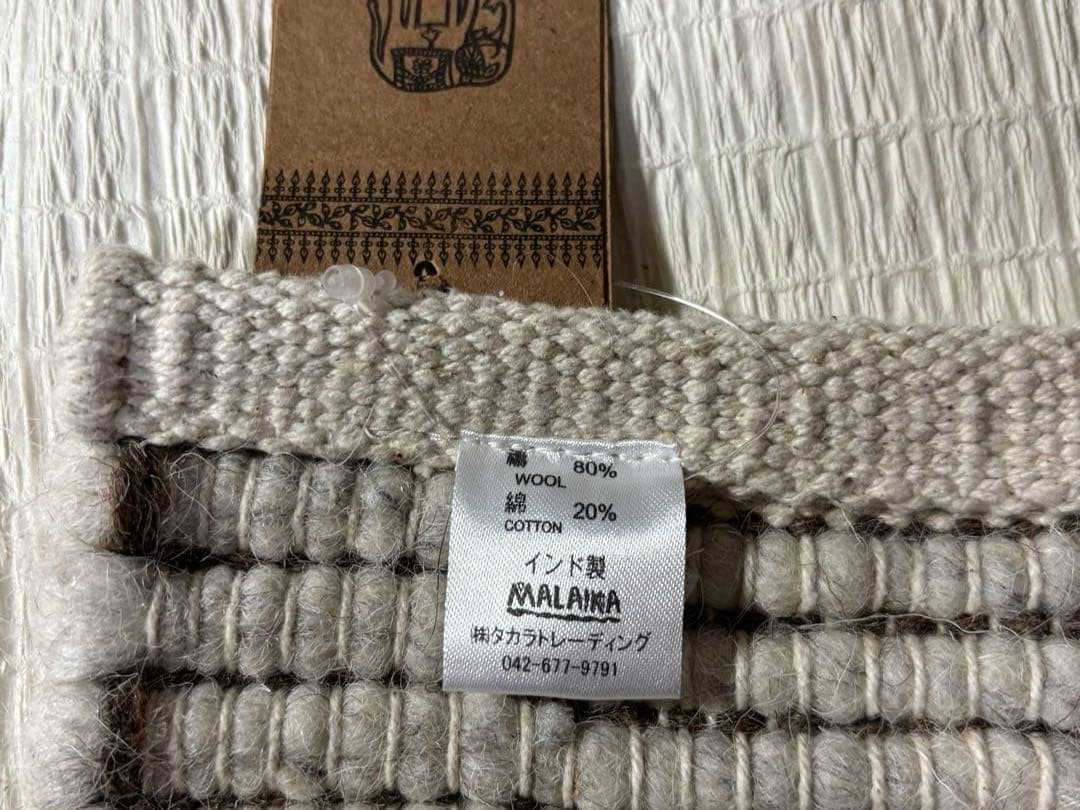 80%
WOOL
綿 20%
COTTON
インド製
MALAIKA
㈱タカラトレーディング
042-677-9791